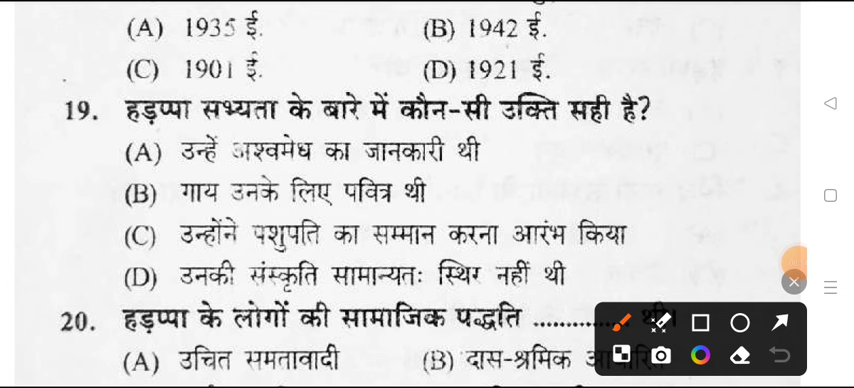 (A) 1935 ई. (B) 1942 ई.
(C) 1901 ई. (D) 1921 ई.
19. हड़प्पा सभ्यता के बारे में कौन-सी उक्ति सही है?
(A) उन्हें अश्वमेध का जानकारी थी
(B) गाय उनके लिए पवित्र थी
(C) उन्होंने पशुपति का सम्मान करना आरंभ किया
(D) उनकी संस्कृति सामान्यतः स्थिर नहीं थी
20. हड़प्पा के लोगों की सामाजिक पद्धति .............. थी।
(A) उचित समतावादी (B) दास-श्रमिक